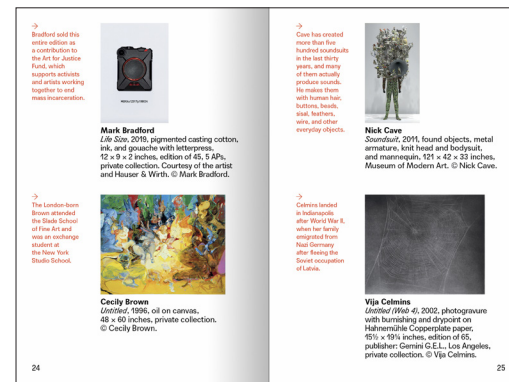 →
Bradford sold this
entire edition as
a contribution to
the Art for Justice
Fund, which
supports activists
and artists working
together to end
mass incarceration.
Mark Bradford
Life Size, 2019, pigmented casting cotton,
ink, and gouache with letterpress,
12 × 9 × 2 inches, edition of 45, 5 APs,
private collection. Courtesy of the artist
and Hauser & Wirth. © Mark Bradford.
→
The London-born
Brown attended
the Slade School
of Fine Art and
was an exchange
student at
the New York
Studio School.
Cecily Brown
Untitled, 1996, oil on canvas,
48 × 60 inches, private collection.
© Cecily Brown.
24
→
Cave has created
more than five
hundred soundsuits
in the last thirty
years, and many
of them actually
produce sounds.
He makes them
with human hair,
buttons, beads,
sisal, feathers,
wire, and other
everyday objects.
Nick Cave
Soundsuit, 2011, found objects, metal
armature, knit head and bodysuit,
and mannequin, 121 × 42 × 33 inches,
Museum of Modern Art. © Nick Cave.
→
Celmins landed
in Indianapolis
after World War II,
when her family
emigrated from
Nazi Germany
after fleeing the
Soviet occupation
of Latvia.
Vija Celmins
Untitled (Web 4), 2002, photogravure
with burnishing and drypoint on
Hahnemühle Copperplate paper,
15½ × 19¼ inches, edition of 65,
publisher: Gemini G.E.L., Los Angeles,
private collection. © Vija Celmins.
25